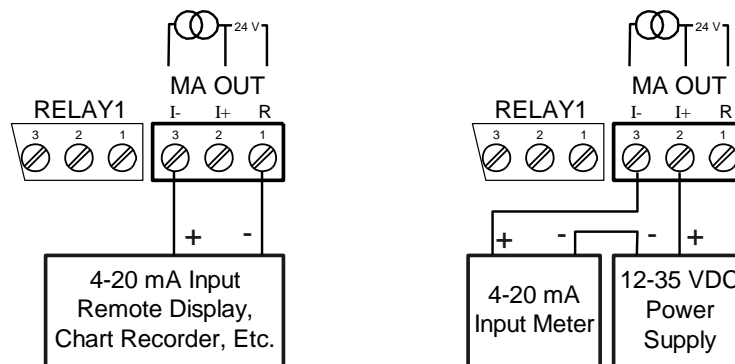 24 V
MA OUT
RELAY1 I- I+ R
3 2 1 3 2 1
+ -
4-20 mA Input
Remote Display,
Chart Recorder, Etc.
24 V
MA OUT
RELAY1 I- I+ R
3 2 1 3 2 1
+ - - +
4-20 mA
Input Meter
12-35 VDC
Power
Supply